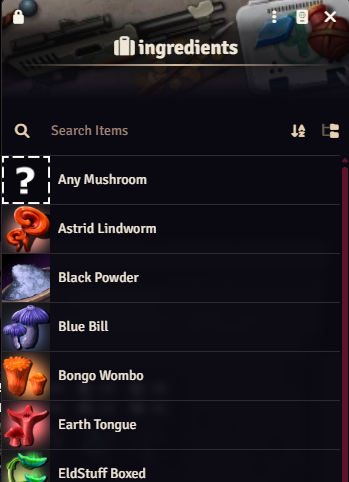 ingredients
Search Items
?
Any Mushroom
Astrid Lindworm
Black Powder
Blue Bill
Bongo Wombo
Earth Tongue
EldStuff Boxed